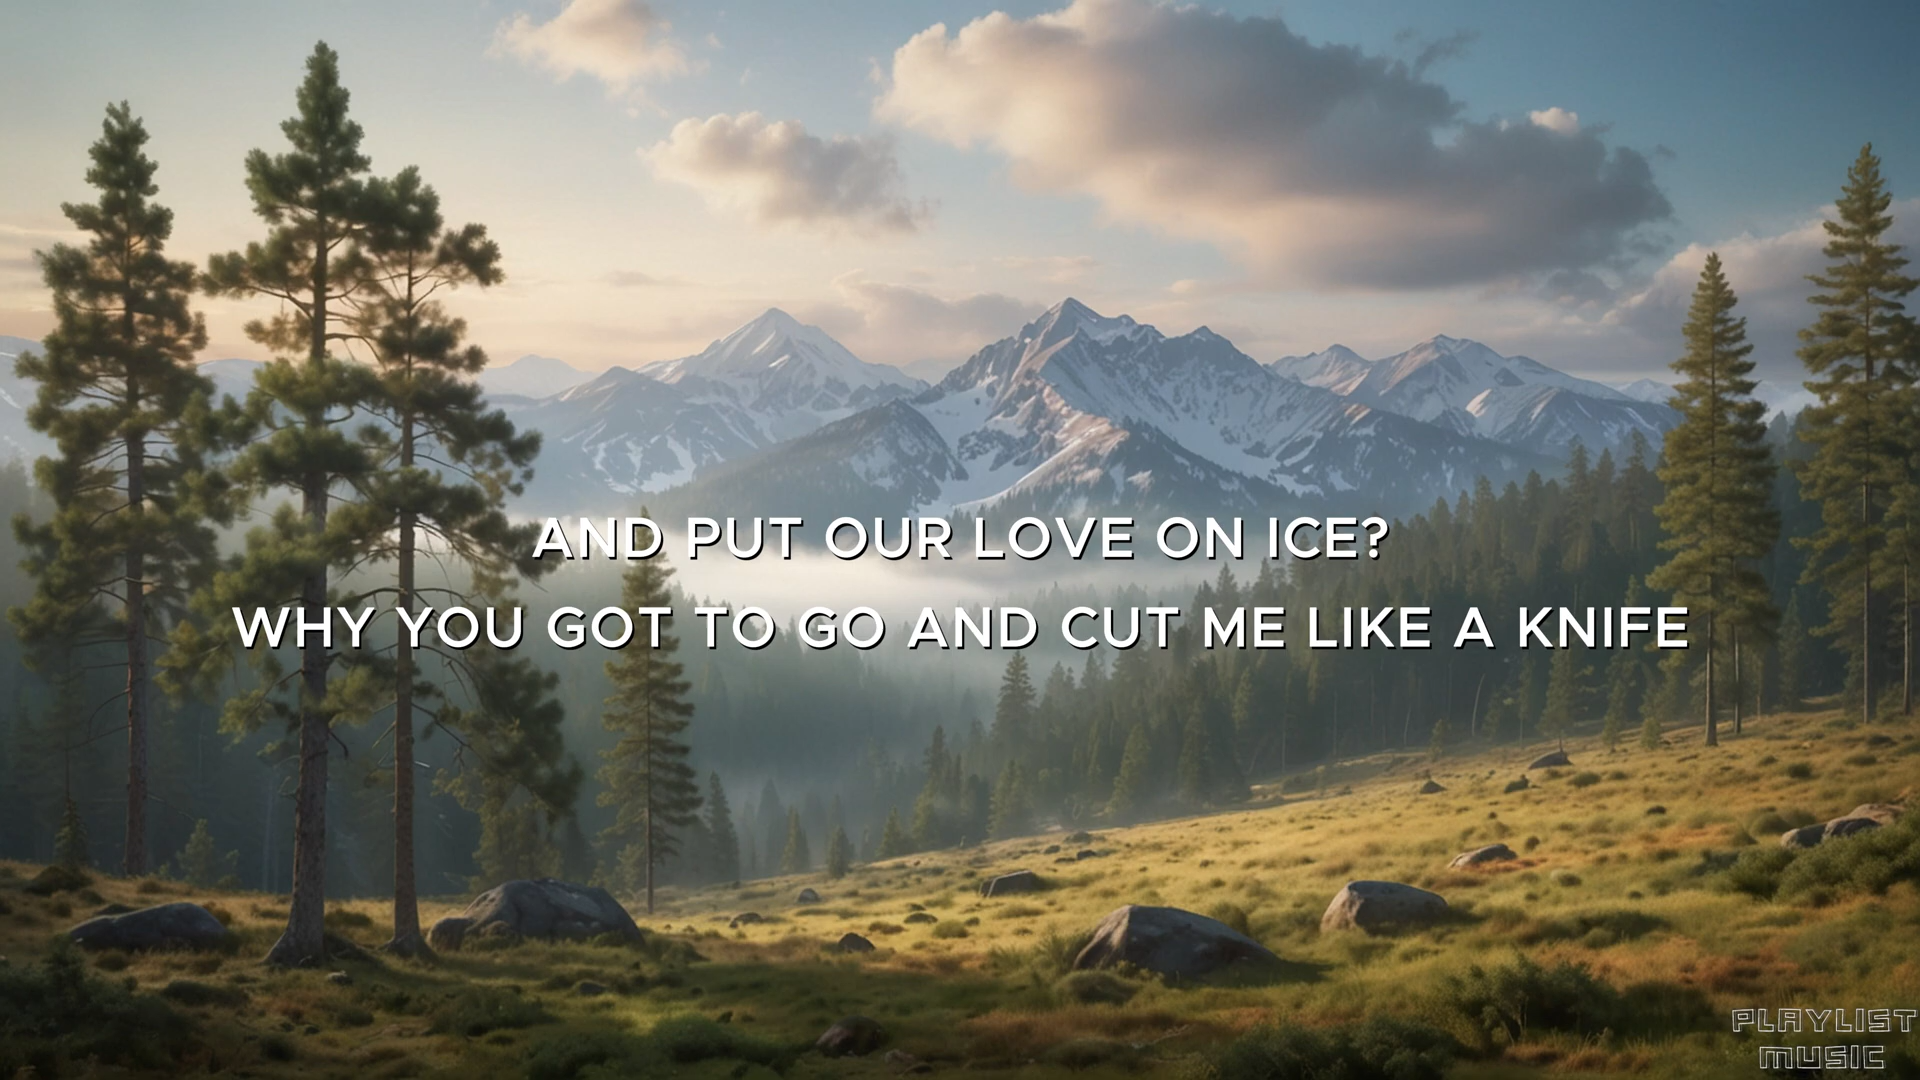 AND PUT OUR LOVE ON ICE?
WHY YOU GOT TO GO AND CUT ME LIKE A KNIFE
PLAYLIST
MUSIC